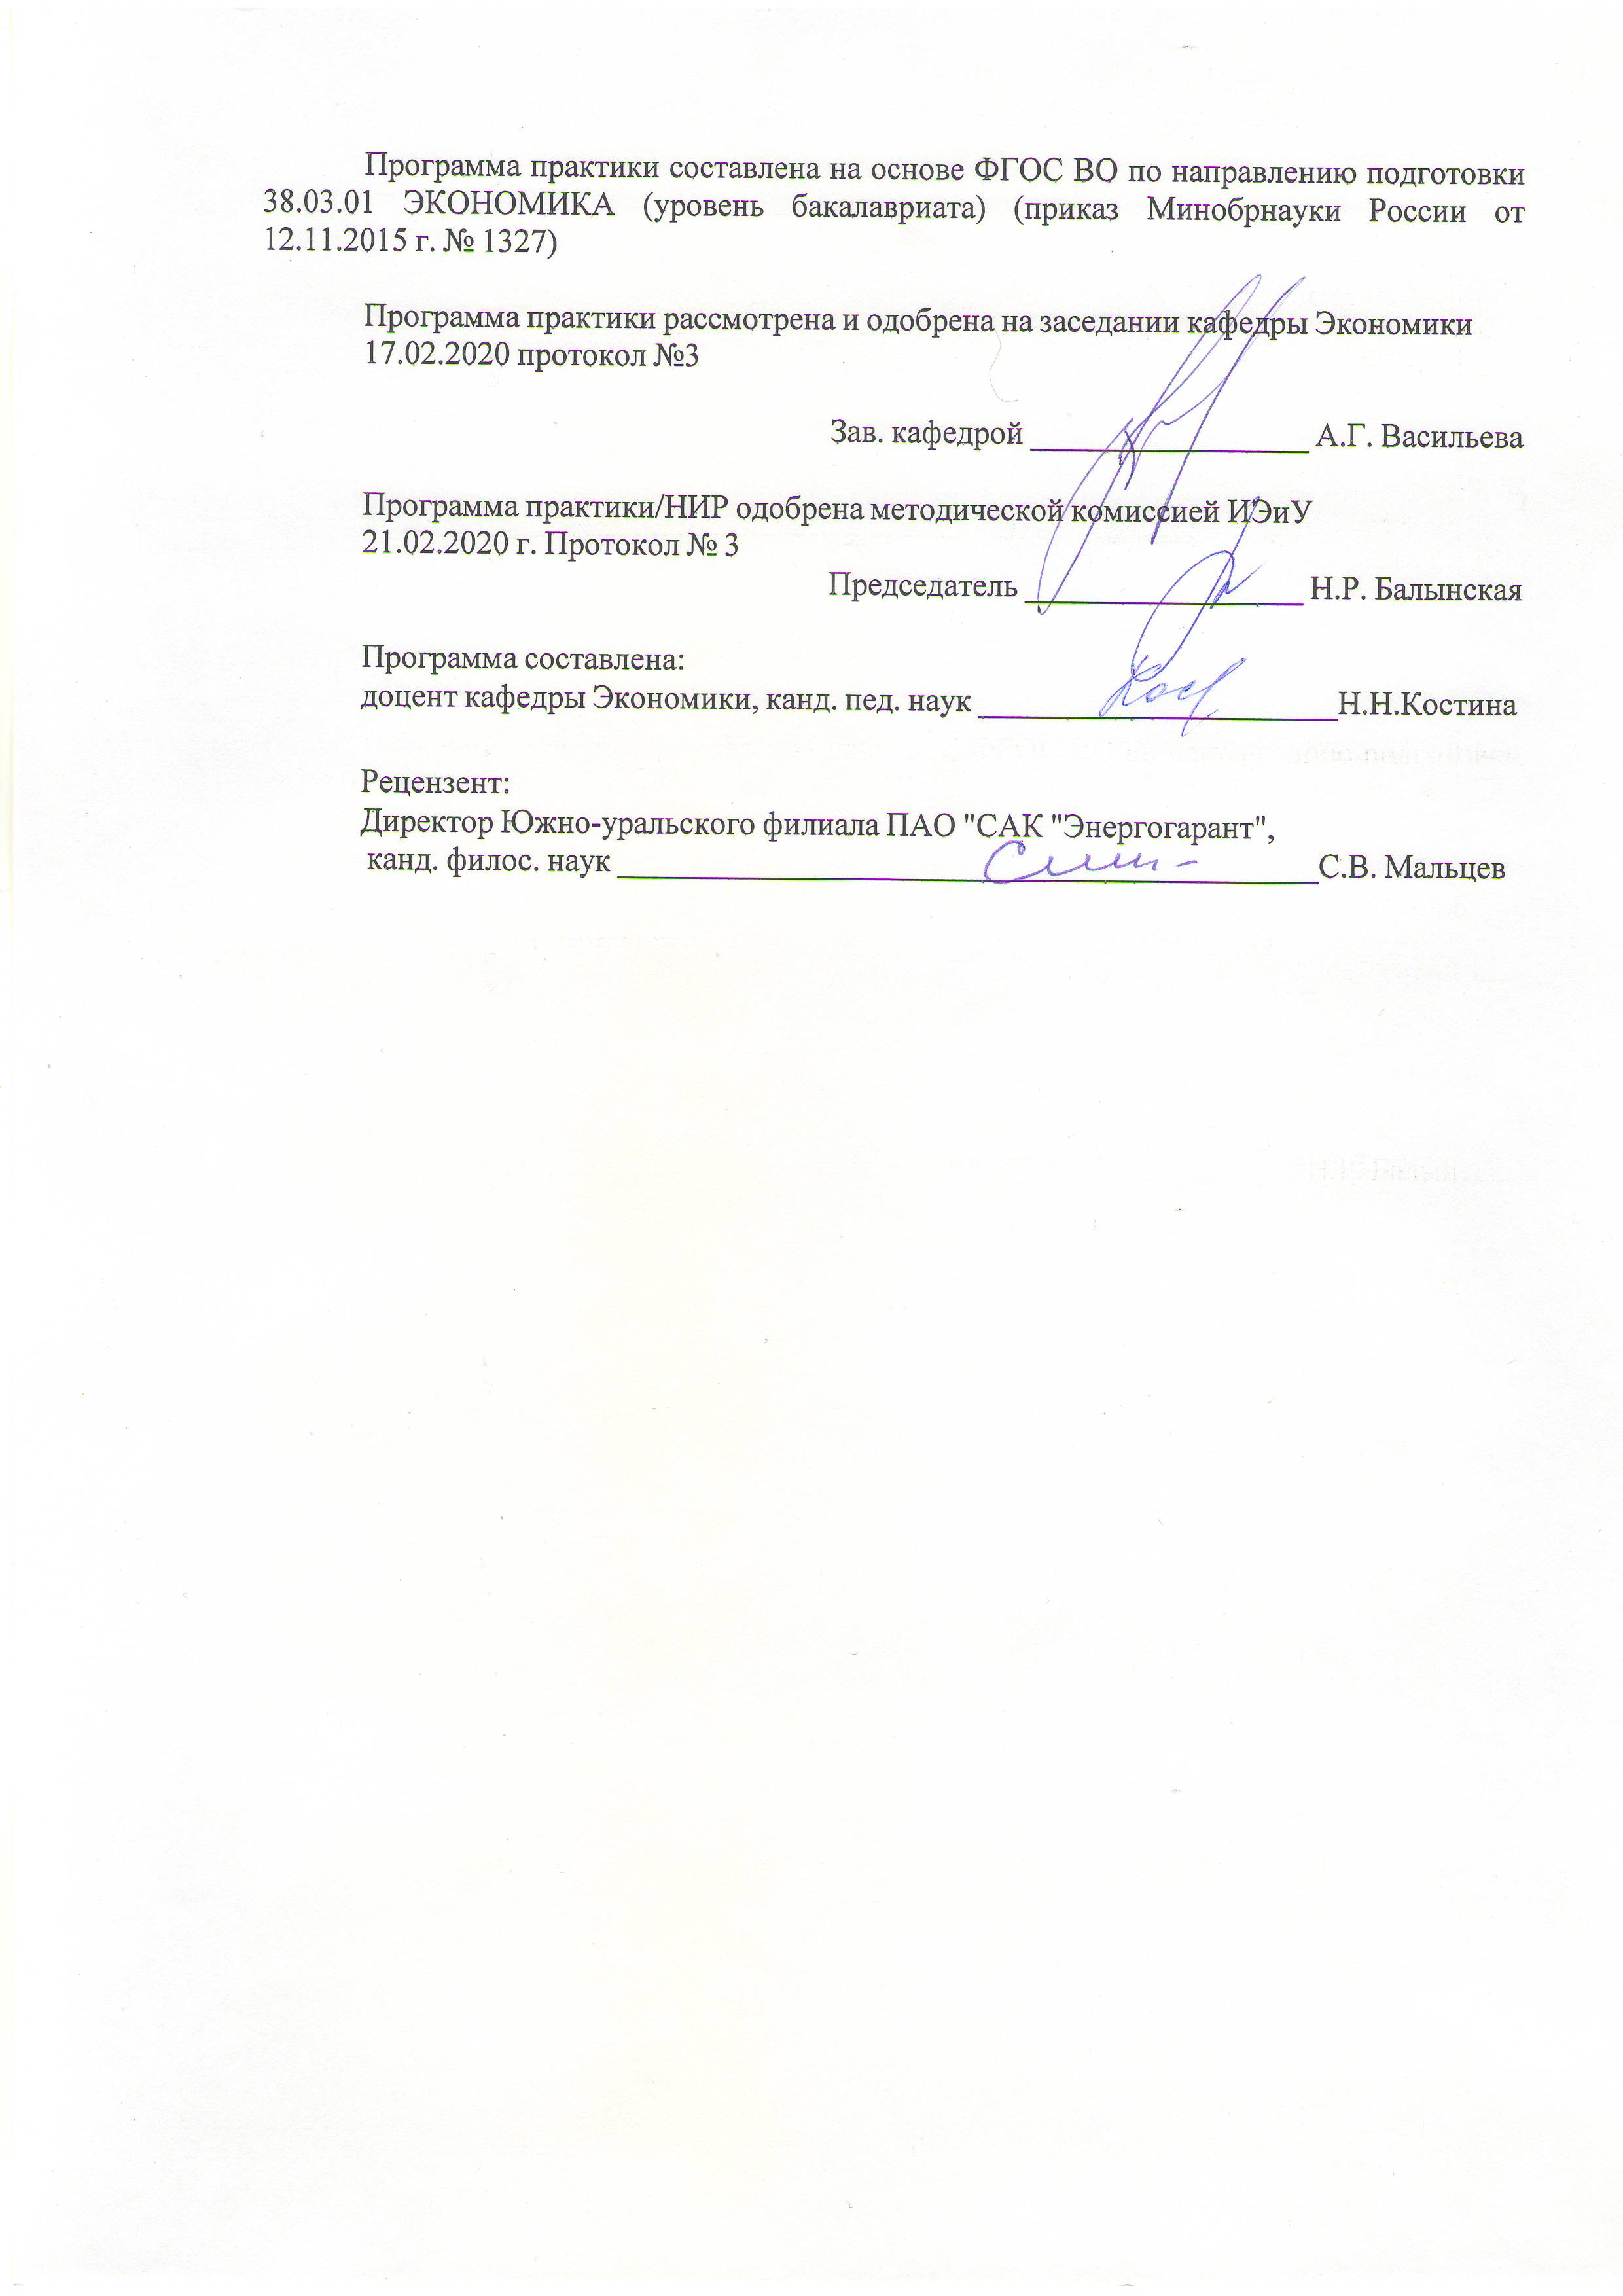 Программа практики составлена на основе ФГОС ВО по направлению подготовки
38.03.01 ЭКОНОМИКА (уровень бакалавриата) (приказ Минобрнауки России от
12.11.2015 г. № 1327)
Программа практики рассмотрена и одобрена на заседании кафедры Экономики
17.02.2020 протокол №3
Зав. кафедрой ____________________ А.Г. Васильева
Программа практики/НИР одобрена методической комиссией ИЭиУ
21.02.2020 г. Протокол № 3
Председатель ____________________ Н.Р. Балынская
Программа составлена:
доцент кафедры Экономики, канд. пед. наук ____________________Н.Н.Костина
Рецензент:
Директор Южно-уральского филиала ПАО "САК "Энергогарант",
канд. филос. наук ____________________С.В. Мальцев